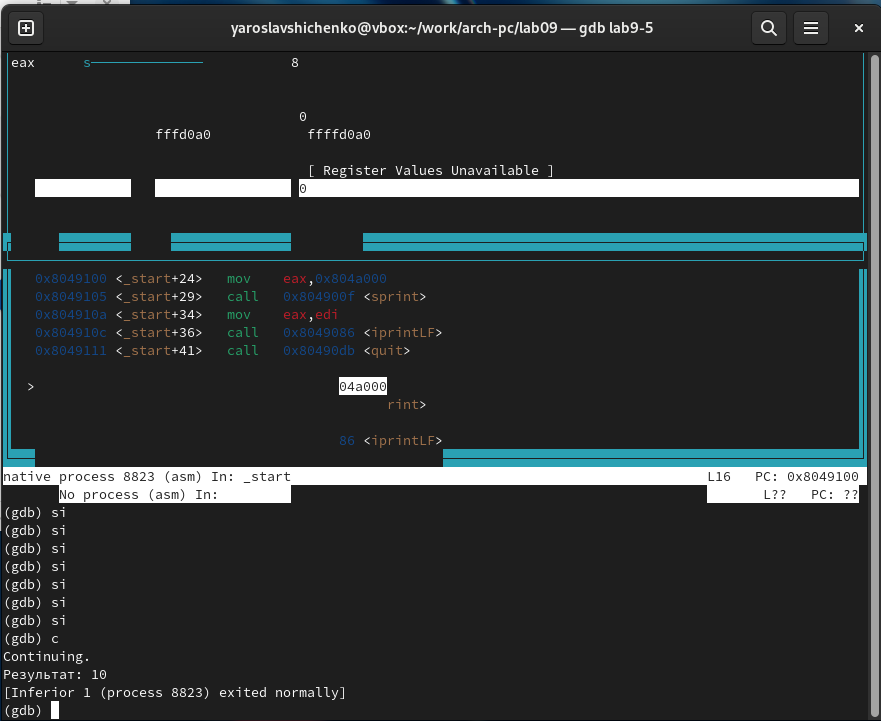 yaroslavshichenko@vbox:~/work/arch-pc/lab09 — gdb lab9-5
eax s 8
0
fffd0a0 ffffd0a0
[ Register Values Unavailable ]
0
0x8049100 <_start+24> mov eax,0x804a000
0x8049105 <_start+29> call 0x804900f <sprint>
0x804910a <_start+34> mov eax,edi
0x804910c <_start+36> call 0x8049086 <iprintLF>
0x8049111 <_start+41> call 0x80490db <quit>
> 04a000
rint>
86 <iprintLF>
native process 8823 (asm) In: _start L16 PC: 0x8049100
No process (asm) In: L?? PC: ??
(gdb) si
(gdb) si
(gdb) si
(gdb) si
(gdb) si
(gdb) si
(gdb) si
(gdb) c
Continuing.
Результат: 10
[Inferior 1 (process 8823) exited normally]
(gdb)